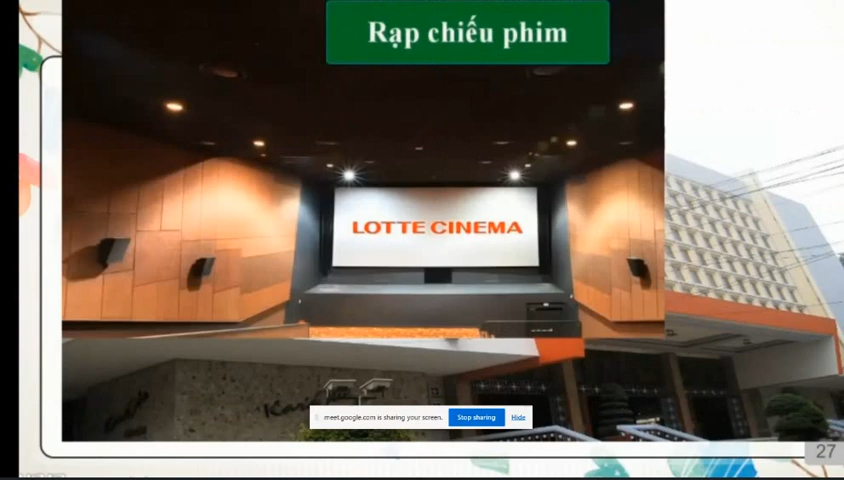 Rạp chiếu phim
LOTTE CINEMA
meet.google.com is sharing your screen. Stop sharing Hide
27